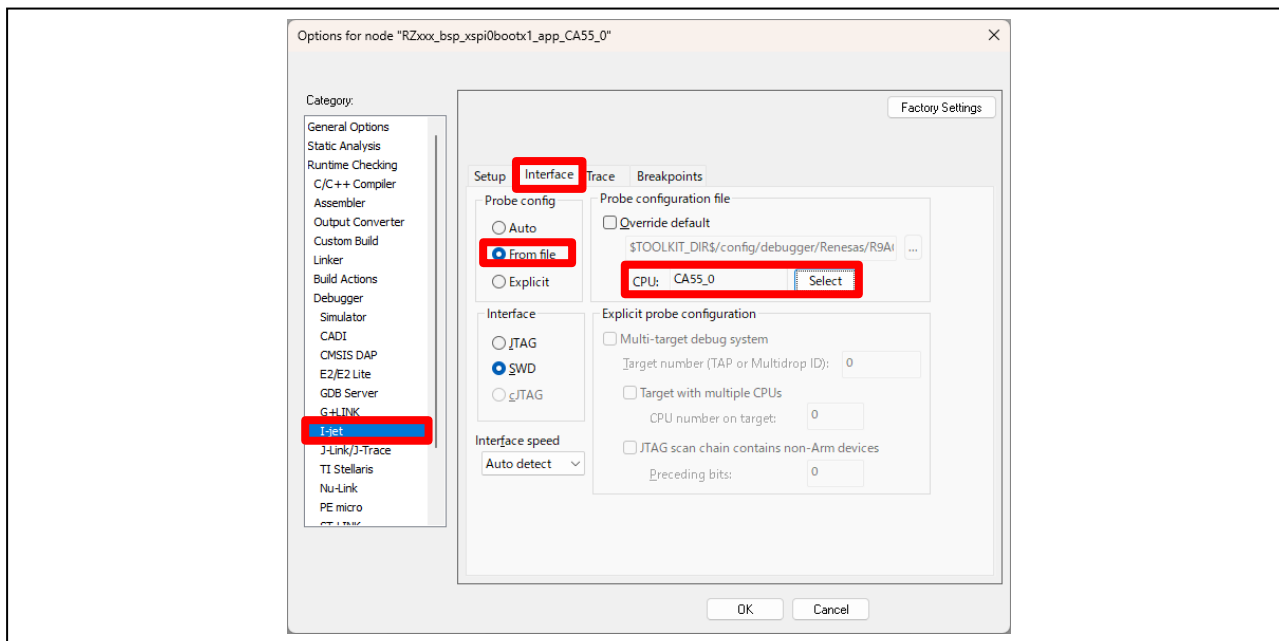 Options for node "RZxxx_bsp_xspi0bootx1_app_CA55_0"
Category:
General Options
Static Analysis
Runtime Checking
C/C++ Compiler
Assembler
Output Converter
Custom Build
Linker
Build Actions
Debugger
Simulator
CADI
CMSIS DAP
E2/E2 Lite
GDB Server
G+LINK
I-jet
J-Link/J-Trace
TI Stellaris
Nu-Link
PE micro
ST-LINK
Factory Settings
Setup Interface Trace Breakpoints
Probe config
Auto
From file
Explicit
Probe configuration file
Override default
$TOOLKIT_DIR$/config/debugger/Renesas/R9A ...
CPU: CA55_0 Select
Interface
JTAG
SWD
cJTAG
Interface speed
Auto detect
Explicit probe configuration
Multi-target debug system
Target number (TAP or Multidrop ID): 0
Target with multiple CPUs
CPU number on target: 0
JTAG scan chain contains non-Arm devices
Preceding bits: 0
OK Cancel